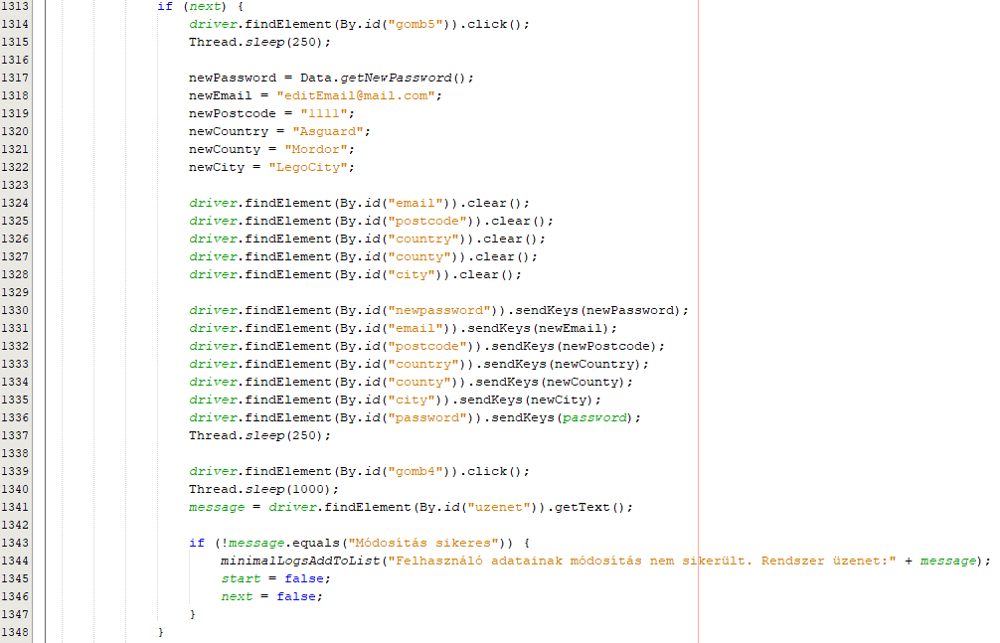 1313 if (next) {
1314 driver.findElement(By.id("gomb5")).click();
1315 Thread.sleep(250);
1316
1317 newPassword = Data.getNewPassword();
1318 newEmail = "editEmail@mail.com";
1319 newPostcode = "1111";
1320 newCountry = "Asguard";
1321 newCounty = "Mordor";
1322 newCity = "LegoCity";
1323
1324 driver.findElement(By.id("email")).clear();
1325 driver.findElement(By.id("postcode")).clear();
1326 driver.findElement(By.id("country")).clear();
1327 driver.findElement(By.id("county")).clear();
1328 driver.findElement(By.id("city")).clear();
1329
1330 driver.findElement(By.id("newpassword")).sendKeys(newPassword);
1331 driver.findElement(By.id("email")).sendKeys(newEmail);
1332 driver.findElement(By.id("postcode")).sendKeys(newPostcode);
1333 driver.findElement(By.id("country")).sendKeys(newCountry);
1334 driver.findElement(By.id("county")).sendKeys(newCounty);
1335 driver.findElement(By.id("city")).sendKeys(newCity);
1336 driver.findElement(By.id("password")).sendKeys(password);
1337 Thread.sleep(250);
1338
1339 driver.findElement(By.id("gomb4")).click();
1340 Thread.sleep(1000);
1341 message = driver.findElement(By.id("uzenet")).getText();
1342
1343 if (!message.equals("Módosítás sikeres")) {
1344 minimalLogsAddToList("Felhasználó adatainak módosítás nem sikerült. Rendszer üzenet:" + message);
1345 start = false;
1346 next = false;
1347 }
1348 }